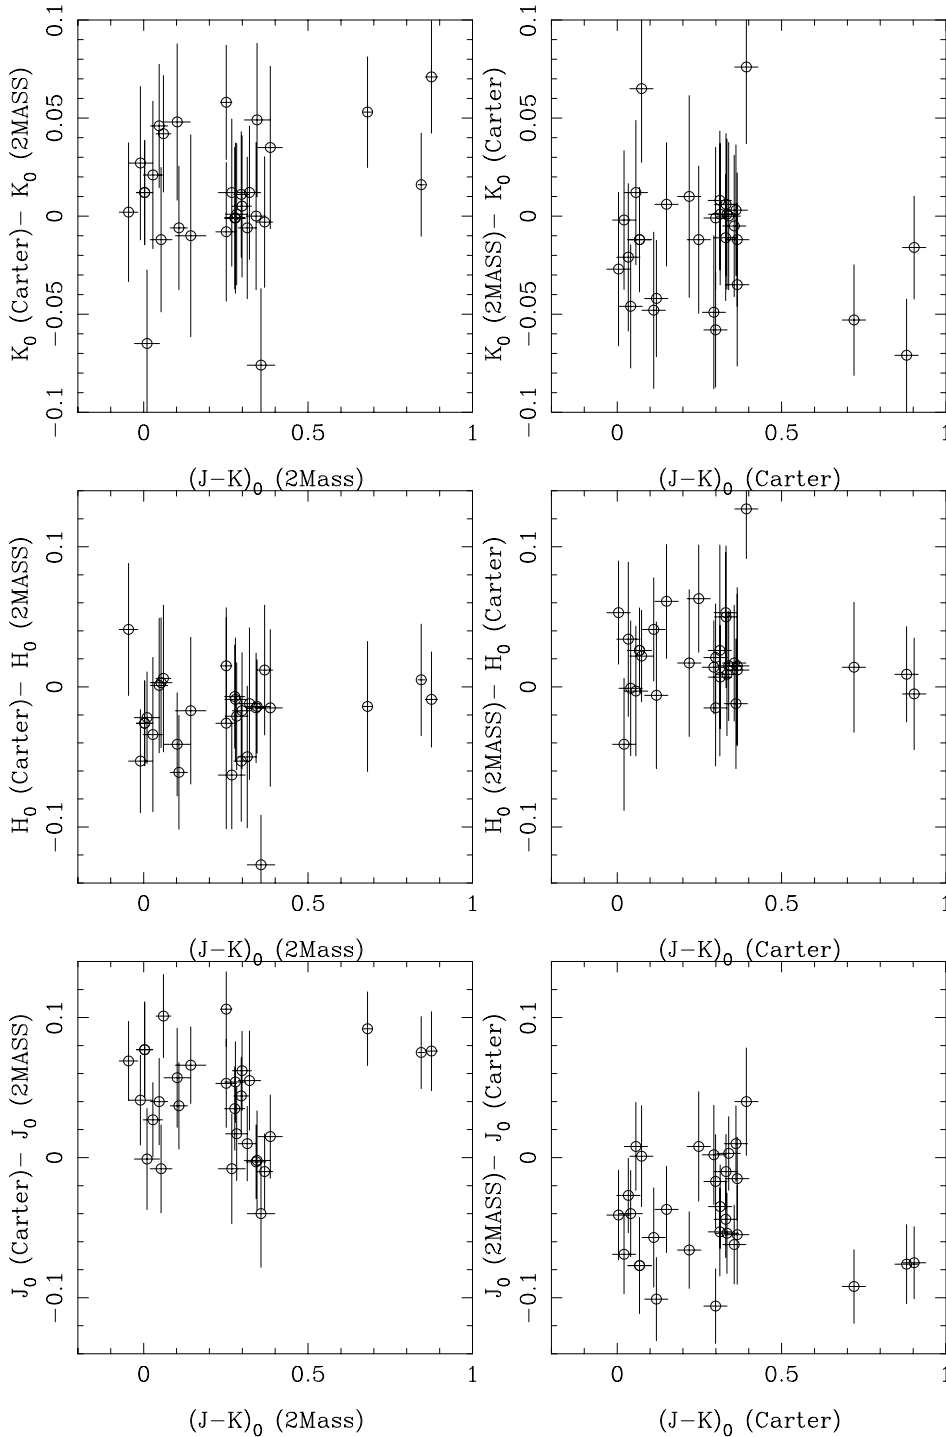 K0 (Carter)− K0 (2MASS)
0.1
0.05
0
−0.05
−0.1
0 0.5 1
(J−K)0 (2Mass)
K0 (2MASS)− K0 (Carter)
0.1
0.05
0
−0.05
−0.1
0 0.5 1
(J−K)0 (Carter)
H0 (Carter)− H0 (2MASS)
0.1
0
−0.1
0 0.5 1
(J−K)0 (2Mass)
H0 (2MASS)− H0 (Carter)
0.1
0
−0.1
0 0.5 1
(J−K)0 (Carter)
J0 (Carter)− J0 (2MASS)
0.1
0
−0.1
0 0.5 1
(J−K)0 (2Mass)
J0 (2MASS)− J0 (Carter)
0.1
0
−0.1
0 0.5 1
(J−K)0 (Carter)